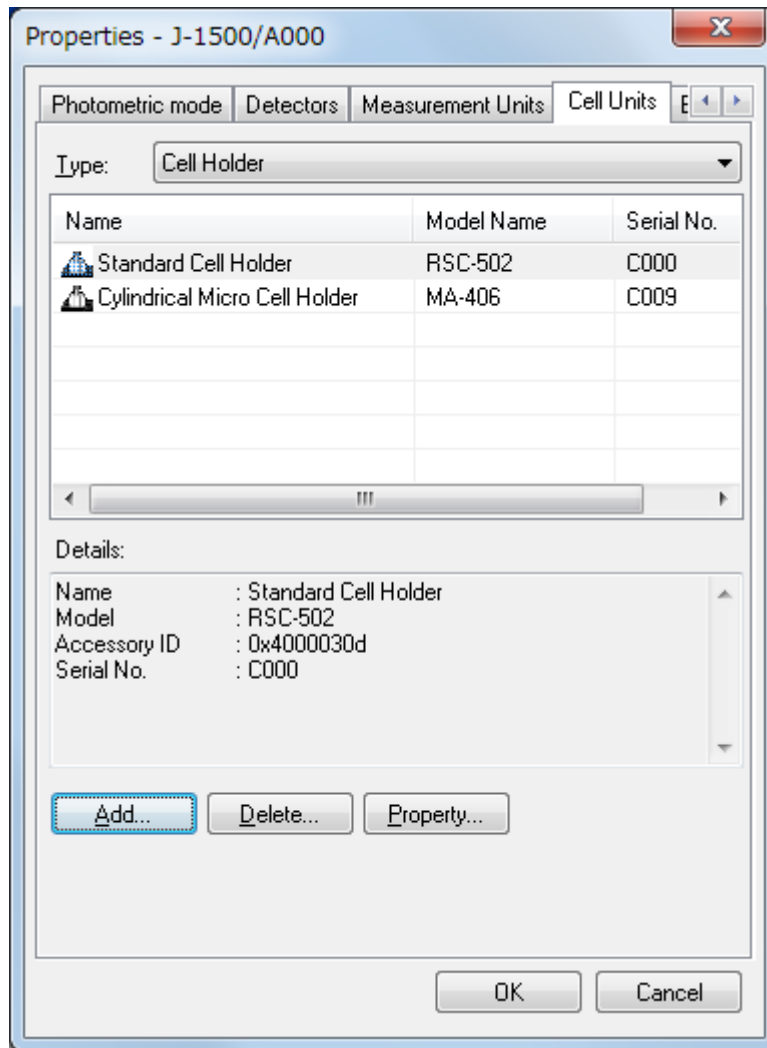 Properties - J-1500/A000
Photometric mode Detectors Measurement Units Cell Units
Type: Cell Holder
Name Model Name Serial No.
Standard Cell Holder RSC-502 C000
Cylindrical Micro Cell Holder MA-406 C009
Details:
Name : Standard Cell Holder
Model : RSC-502
Accessory ID : 0x4000030d
Serial No. : C000
Add... Delete... Property...
OK Cancel